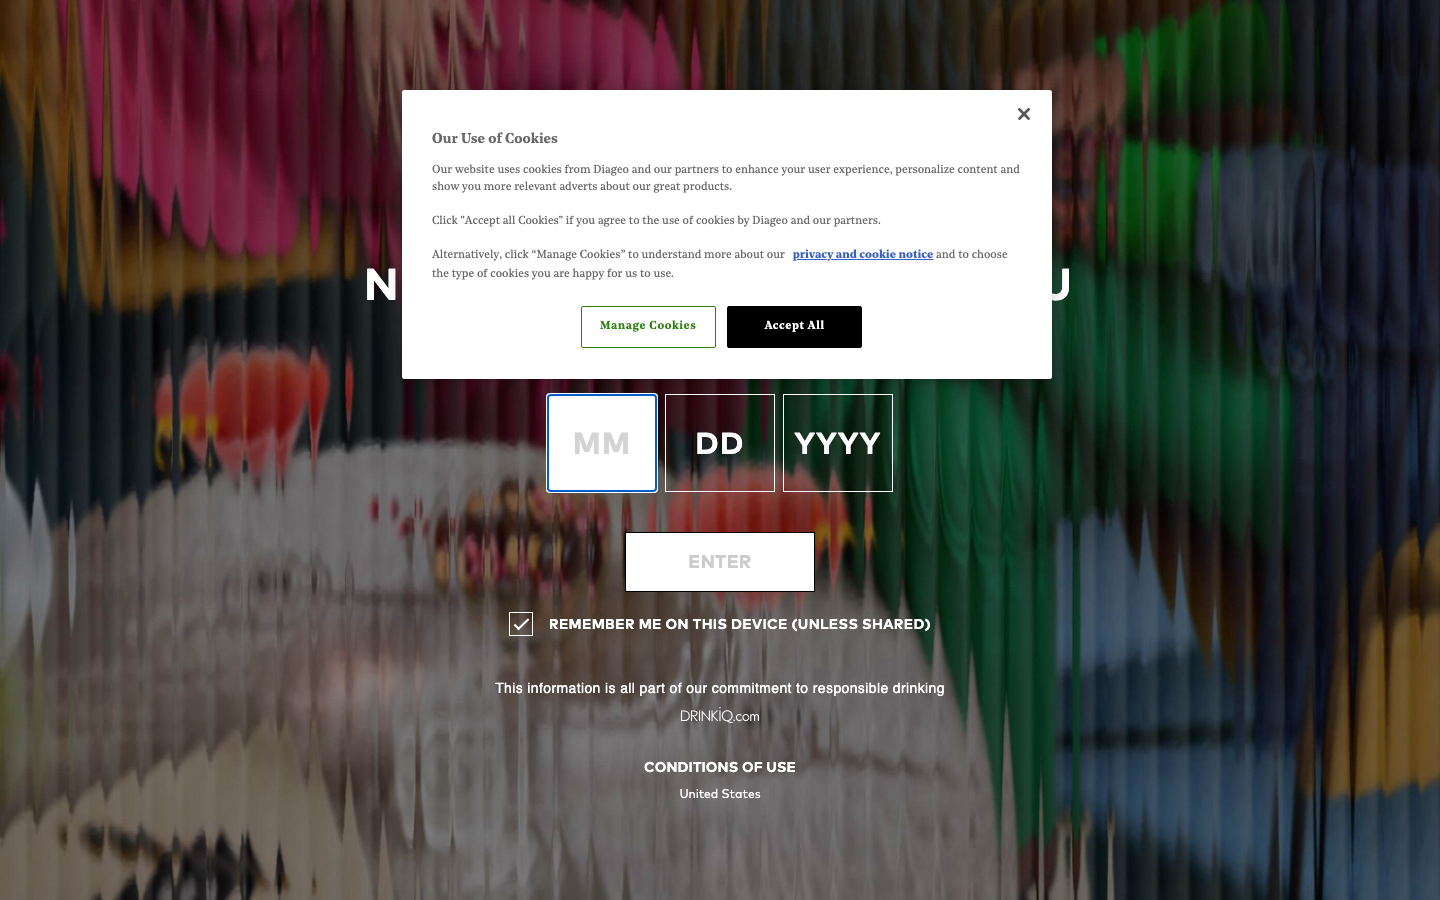 Our Use of Cookies
Our website uses cookies from Diageo and our partners to enhance your user experience, personalize content and
show you more relevant adverts about our great products.
Click "Accept all Cookies" if you agree to the use of cookies by Diageo and our partners.
Alternatively, click “Manage Cookies” to understand more about our privacy and cookie notice and to choose
the type of cookies you are happy for us to use.
N U
Manage Cookies Accept All
MM DD YYYY
ENTER
REMEMBER ME ON THIS DEVICE (UNLESS SHARED)
This information is all part of our commitment to responsible drinking
DRINKiQ.com
CONDITIONS OF USE
United States